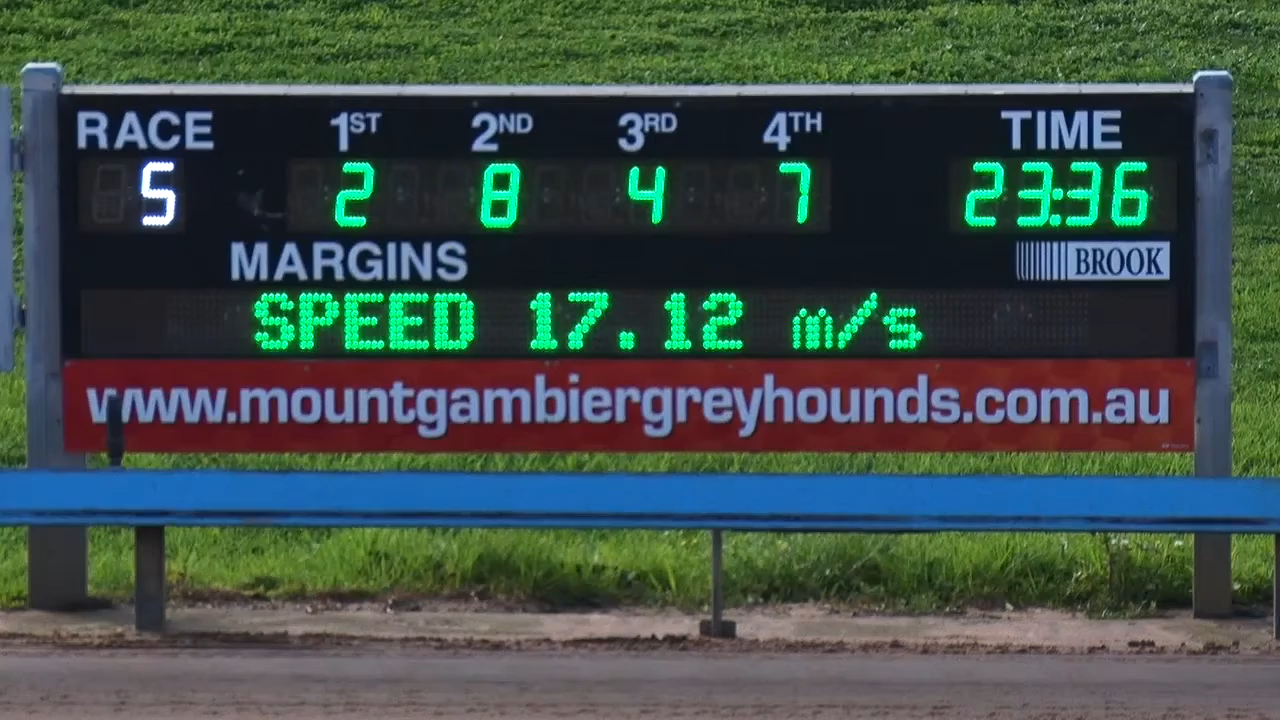 RACE 1ST 2ND 3RD 4TH TIME
5 2 8 4 7 23:36
MARGINS BROOK
SPEED 17.12 m/s
www.mountgambiergreyhounds.com.au